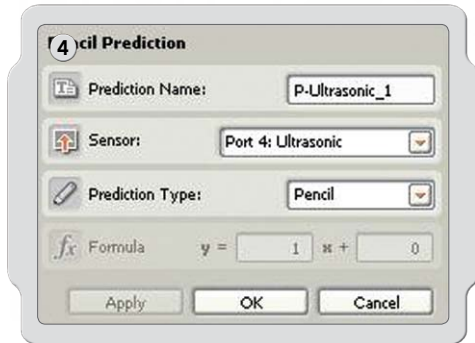 4
cil Prediction
Prediction Name: P-Ultrasonic_1
Sensor: Port 4: Ultrasonic
Prediction Type: Pencil
fx Formula y = 1 x + 0
Apply OK Cancel